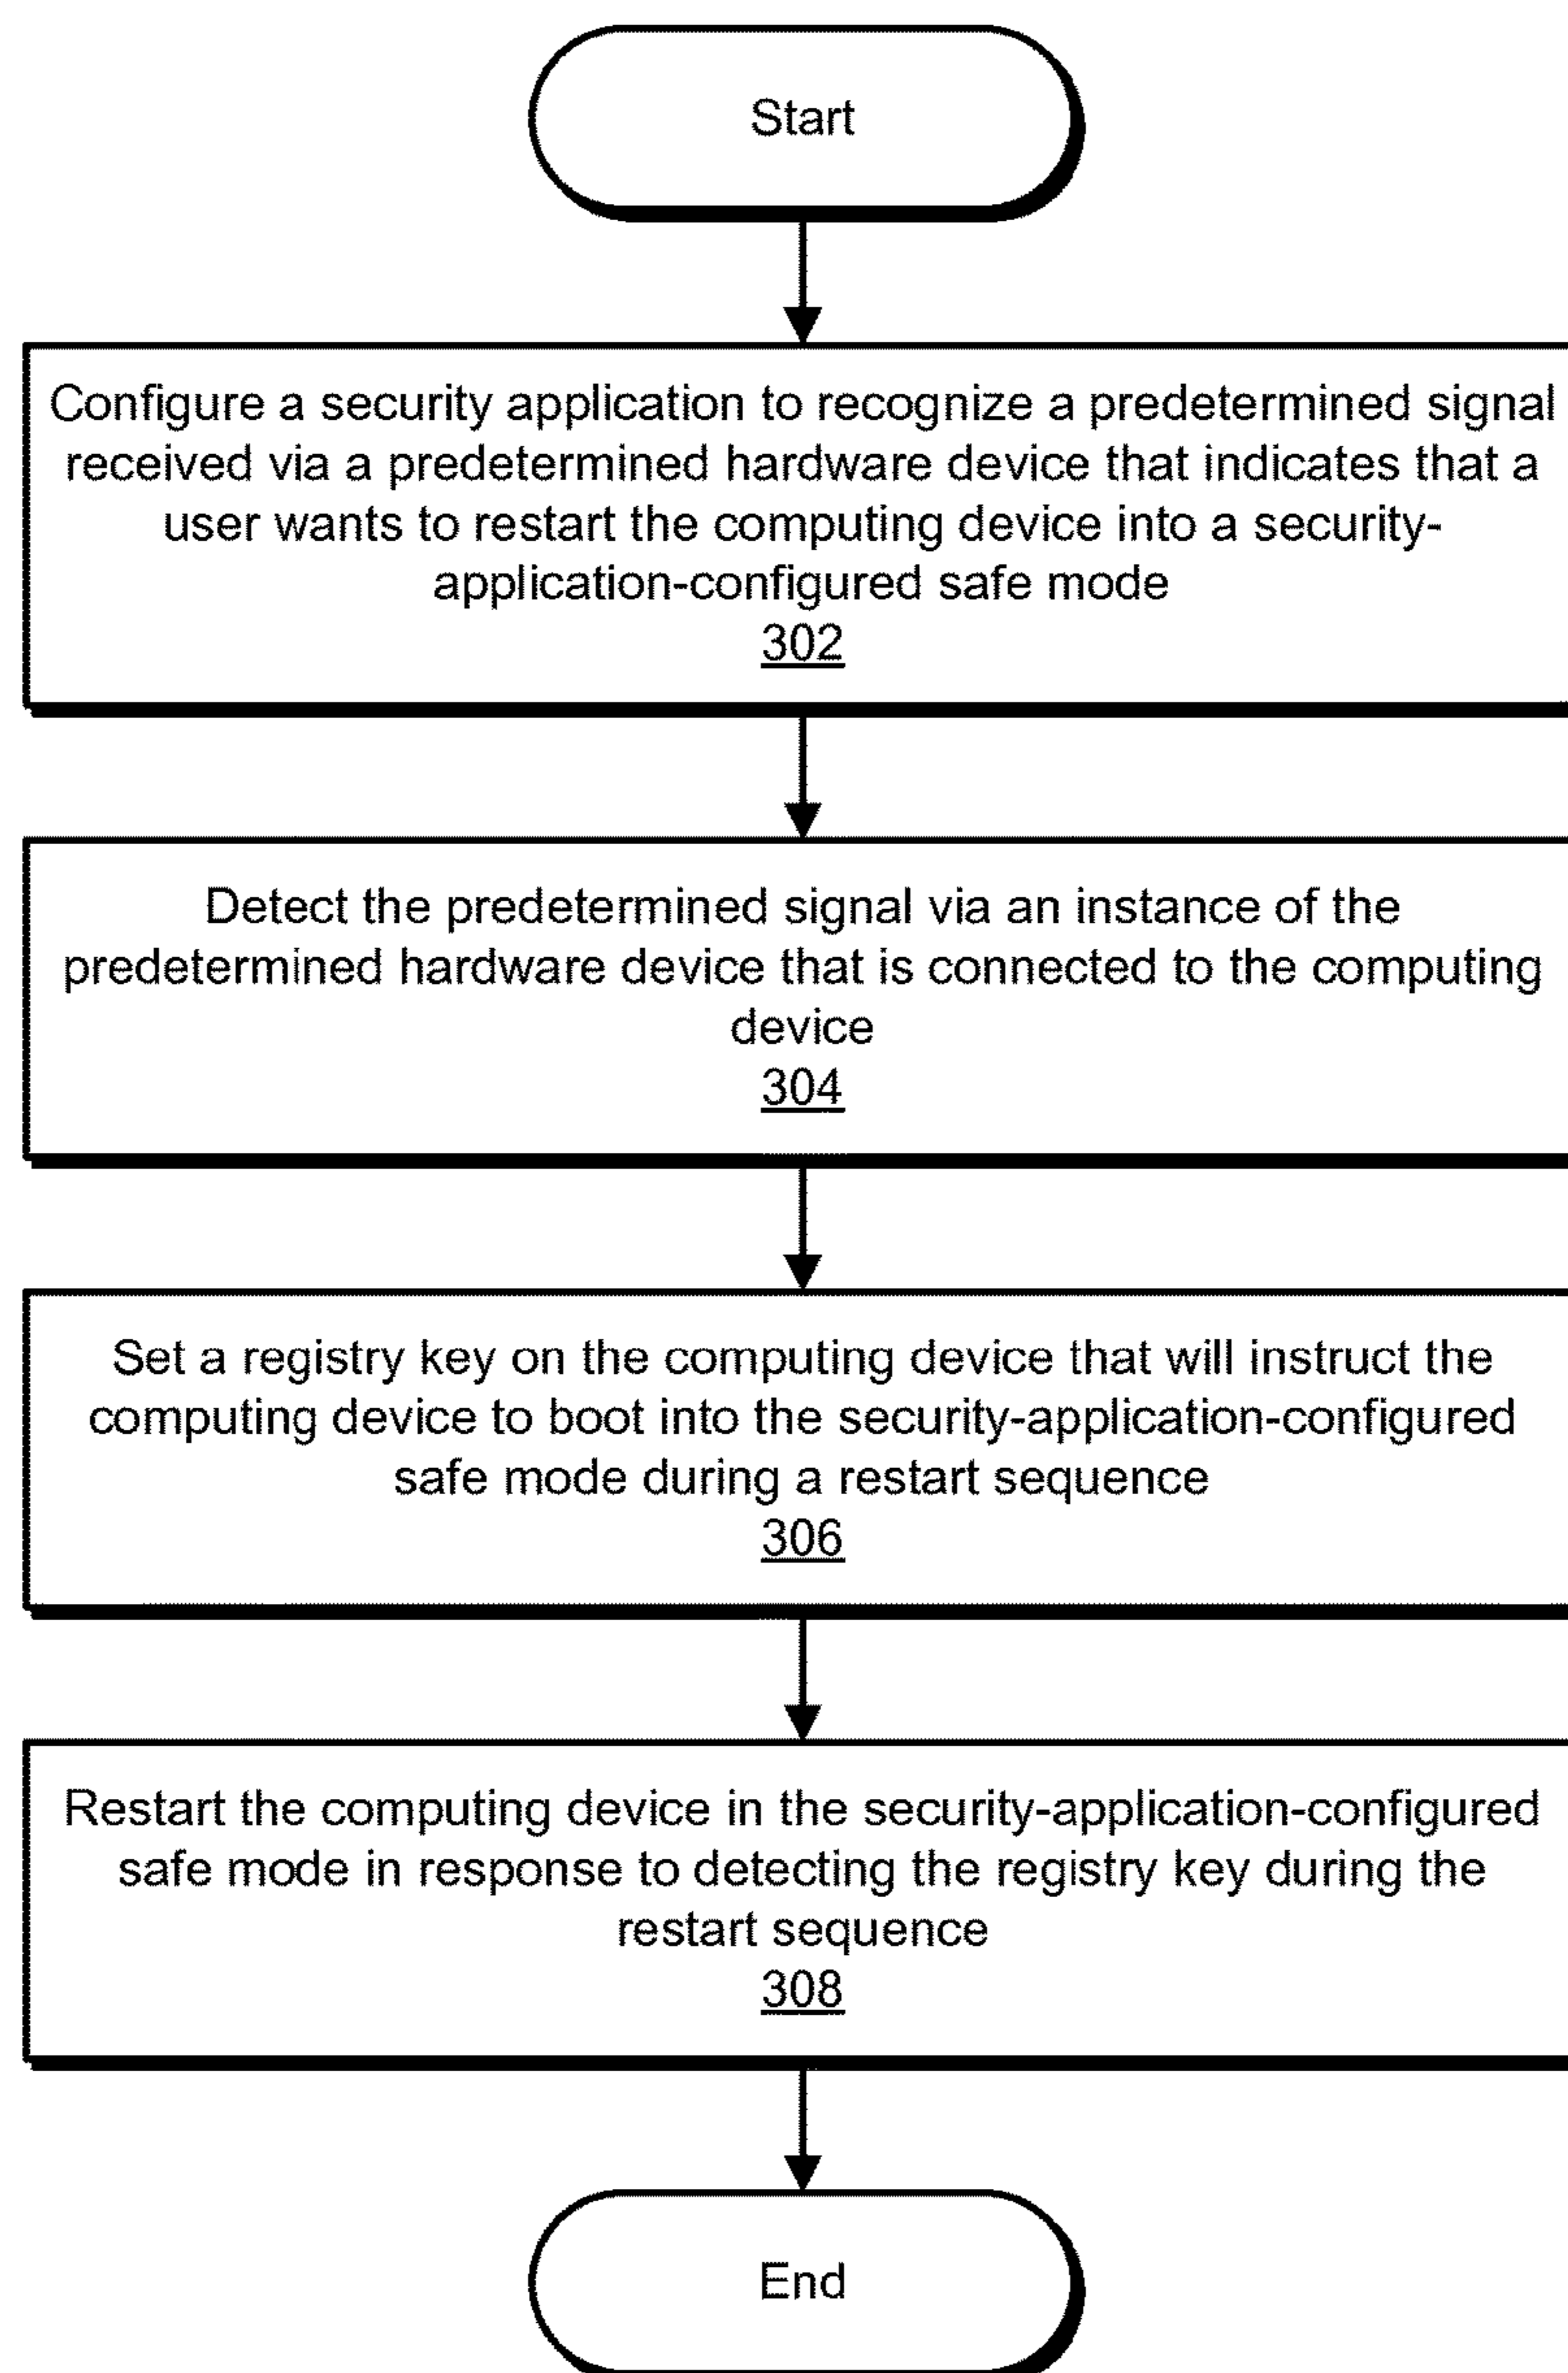 Start
Configure a security application to recognize a predetermined signal
received via a predetermined hardware device that indicates that a
user wants to restart the computing device into a security-
application-configured safe mode
302
Detect the predetermined signal via an instance of the
predetermined hardware device that is connected to the computing
device
304
Set a registry key on the computing device that will instruct the
computing device to boot into the security-application-configured
safe mode during a restart sequence
306
Restart the computing device in the security-application-configured
safe mode in response to detecting the registry key during the
restart sequence
308
End